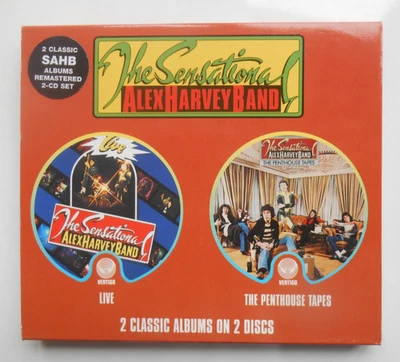 2 CLASSIC
SAHB
ALBUMS
REMASTERED
2-CD SET
The Sensational
ALEX HARVEY BAND
Live
The Sensational
ALEX HARVEY BAND
VERTIGO
LIVE
The Sensational
ALEX HARVEY BAND
THE PENTHOUSE TAPES
VERTIGO
THE PENTHOUSE TAPES
2 CLASSIC ALBUMS ON 2 DISCS